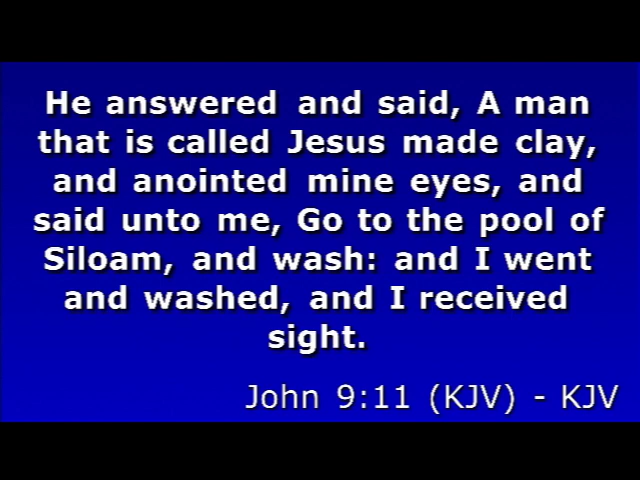 He answered and said, A man
that is called Jesus made clay,
and anointed mine eyes, and
said unto me, Go to the pool of
Siloam, and wash: and I went
and washed, and I received
sight.
John 9:11 (KJV) - KJV